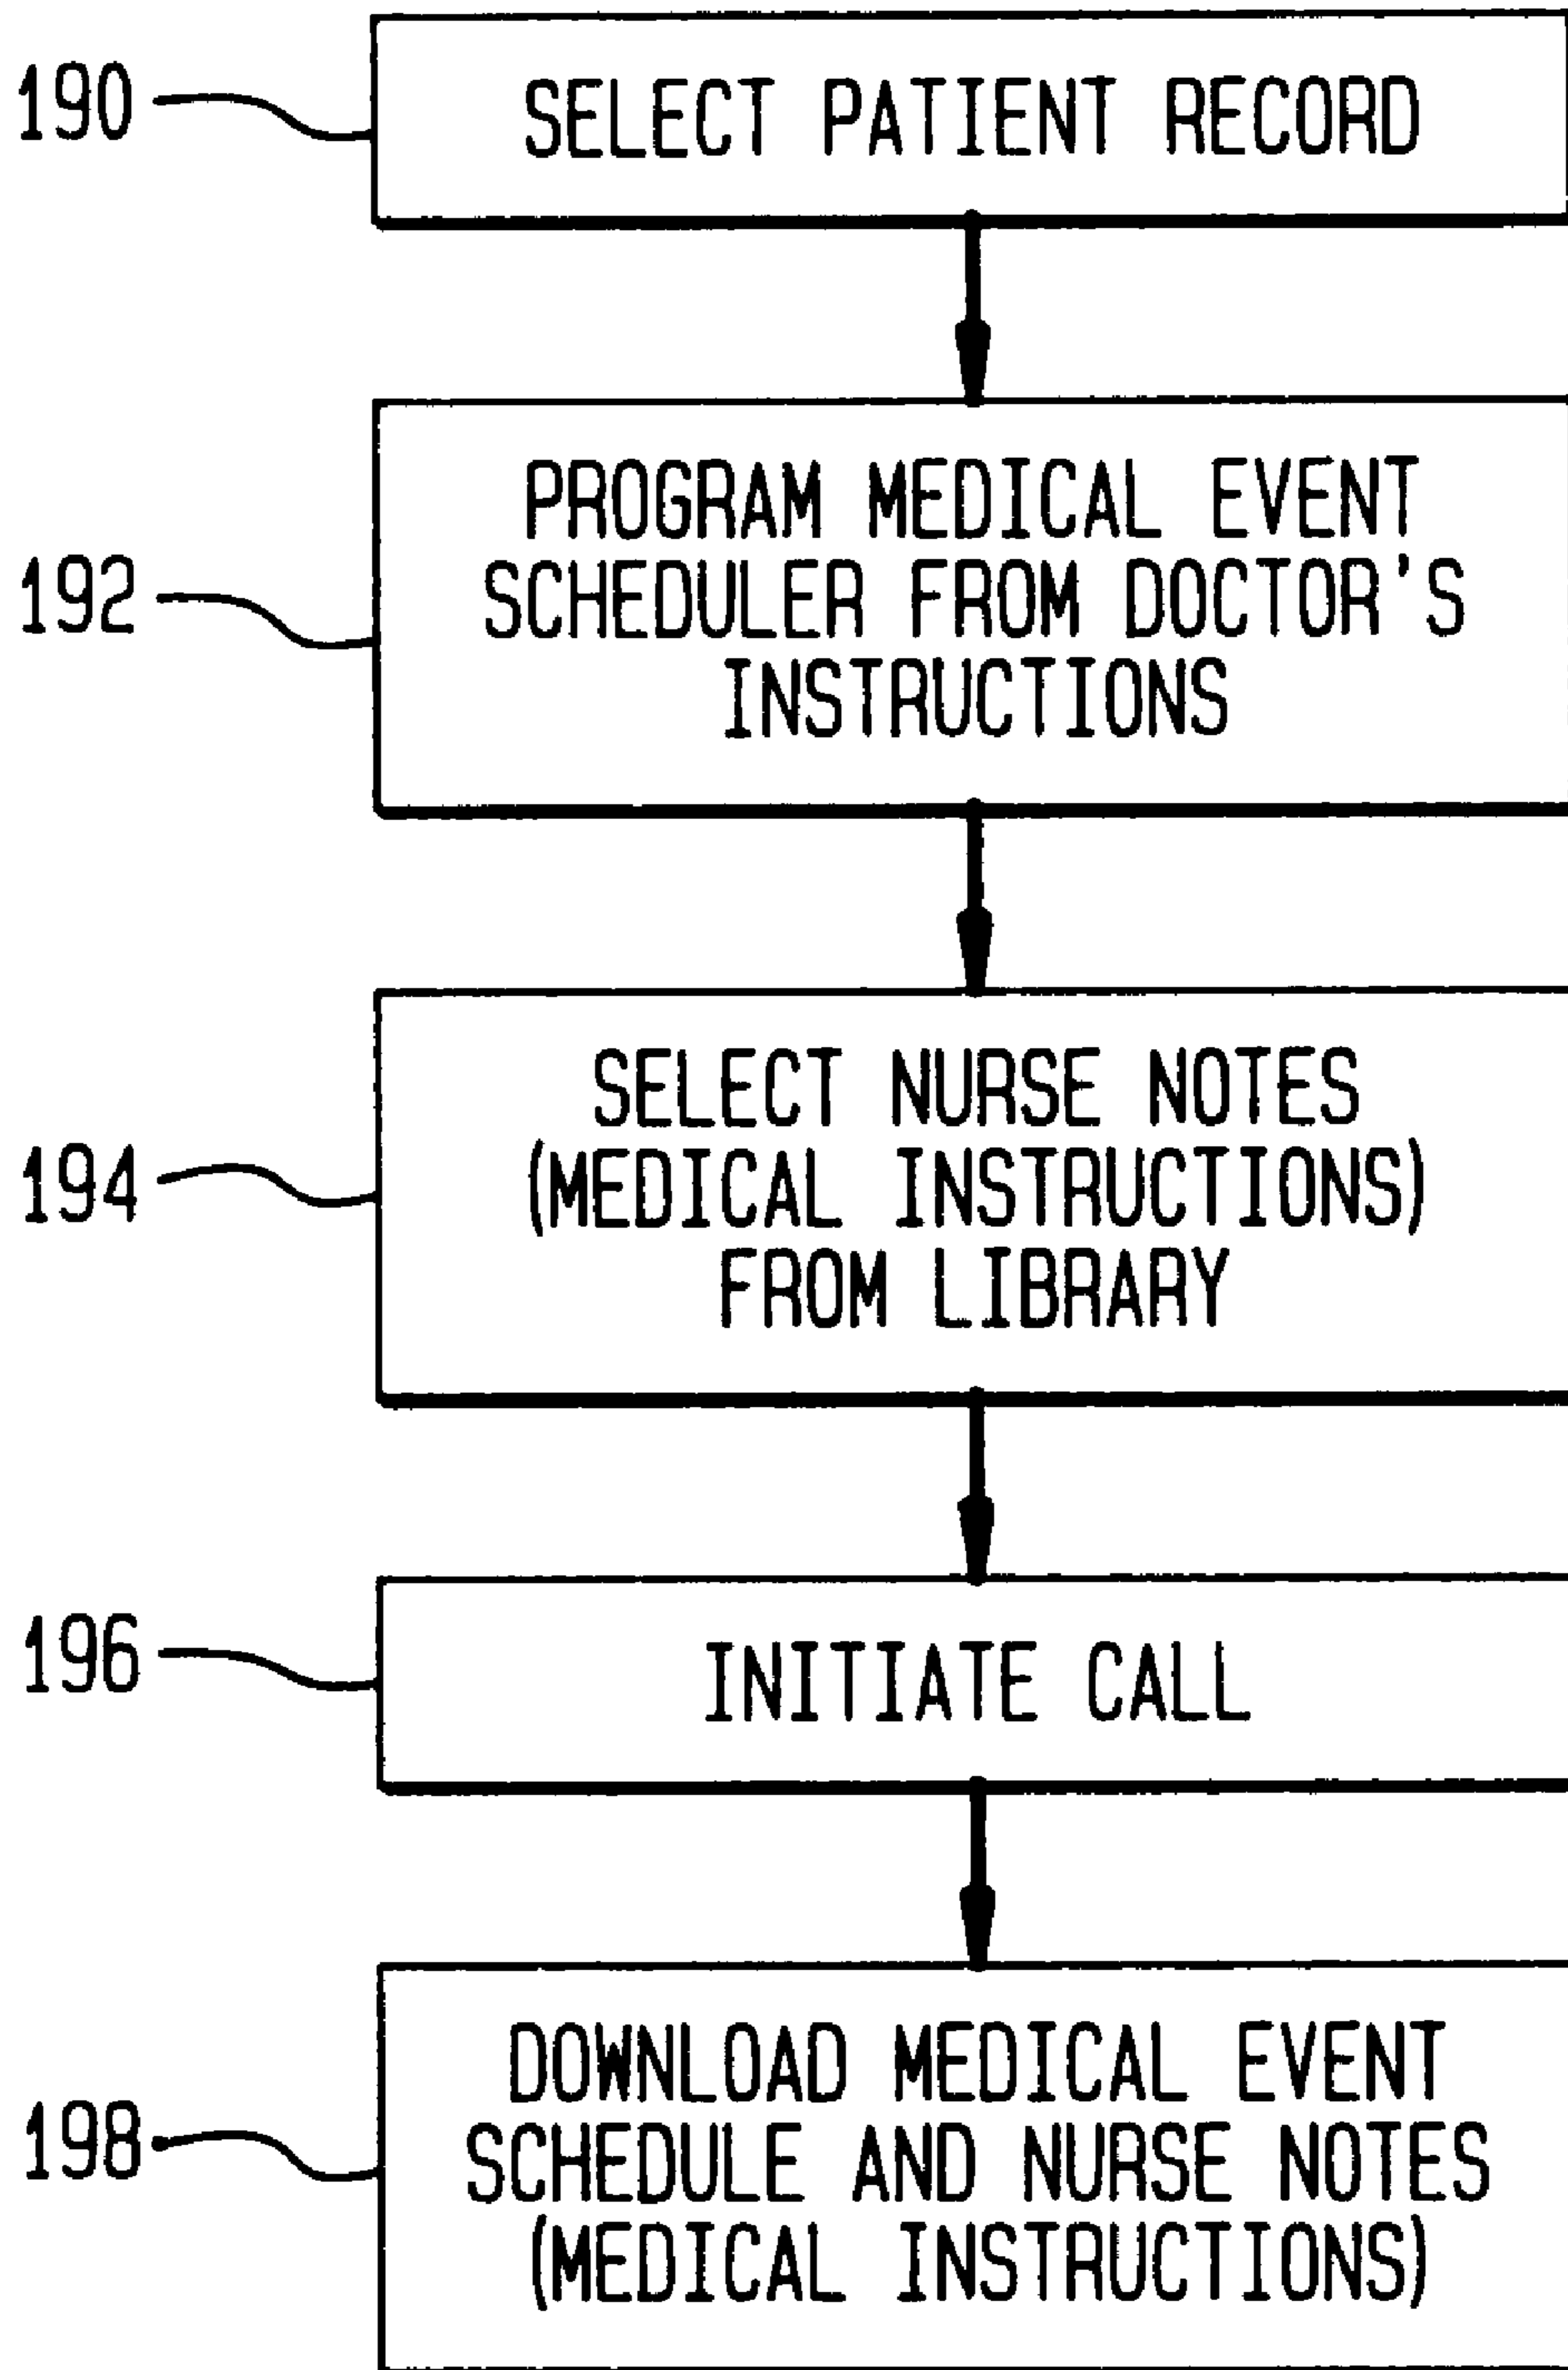 190
SELECT PATIENT RECORD
192
PROGRAM MEDICAL EVENT
SCHEDULER FROM DOCTOR'S
INSTRUCTIONS
194
SELECT NURSE NOTES
(MEDICAL INSTRUCTIONS)
FROM LIBRARY
196
INITIATE CALL
198
DOWNLOAD MEDICAL EVENT
SCHEDULE AND NURSE NOTES
(MEDICAL INSTRUCTIONS)